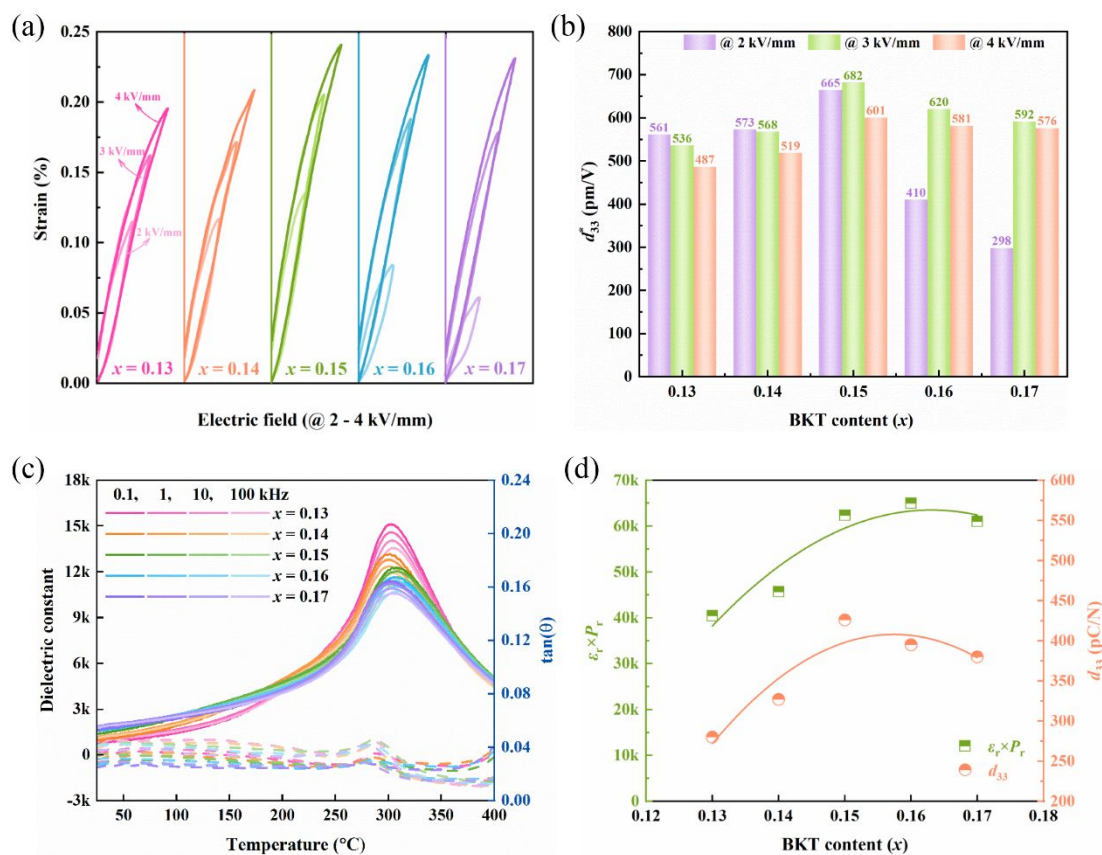 (a)
0.25
0.20
0.15
0.10
0.05
0.00
Strain (%)
4 kV/mm
3 kV/mm
2 kV/mm
x = 0.13
x = 0.14
x = 0.15
x = 0.16
x = 0.17
Electric field (@ 2 - 4 kV/mm)
(b)
800
700
600
500
400
300
200
100
0
d*33 (pm/V)
@ 2 kV/mm @ 3 kV/mm @ 4 kV/mm
561 536 487
573 568 519
665 682 601
410 620 581
298 592 576
0.13 0.14 0.15 0.16 0.17
BKT content (x)
(c)
18k
15k
12k
9k
6k
3k
0
-3k
Dielectric constant
0.1, 1, 10, 100 kHz
x = 0.13
x = 0.14
x = 0.15
x = 0.16
x = 0.17
0.24
0.20
0.16
0.12
0.08
0.04
0.00
tan(θ)
50 100 150 200 250 300 350 400
Temperature (°C)
(d)
70k
60k
50k
40k
30k
20k
10k
0
εr×Pr
600
550
500
450
400
350
300
250
200
d33 (pC/N)
εr×Pr
d33
0.12 0.13 0.14 0.15 0.16 0.17 0.18
BKT content (x)